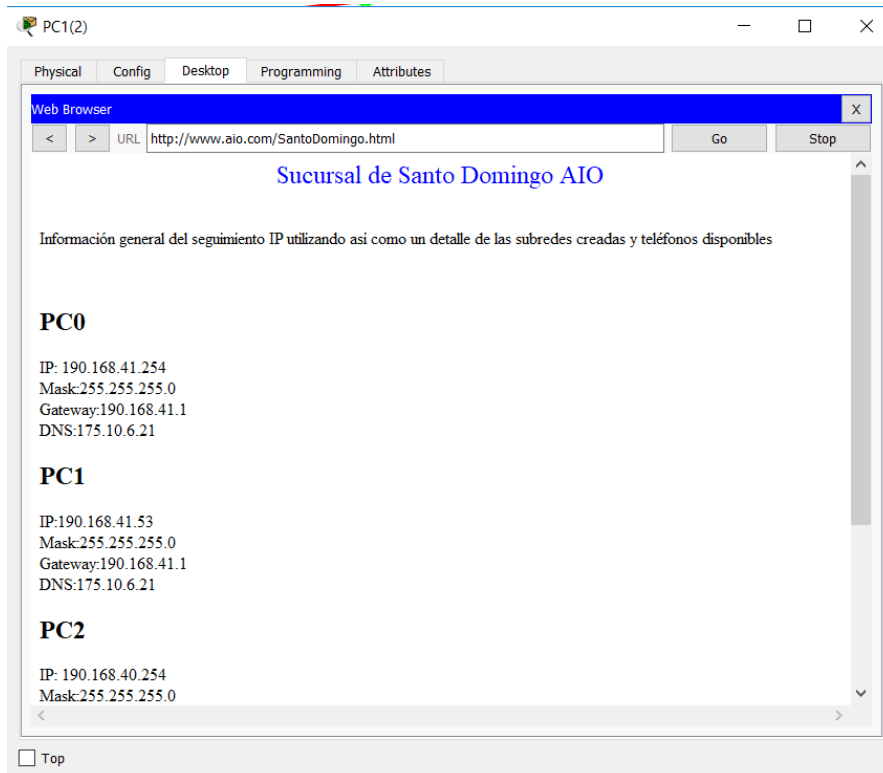 PC1(2)
Physical Config Desktop Programming Attributes
Web Browser X
< > URL http://www.aio.com/SantoDomingo.html Go Stop
Sucursal de Santo Domingo AIO
Información general del seguimiento IP utilizando así como un detalle de las subredes creadas y teléfonos disponibles
PC0
IP: 190.168.41.254
Mask:255.255.255.0
Gateway:190.168.41.1
DNS:175.10.6.21
PC1
IP:190.168.41.53
Mask:255.255.255.0
Gateway:190.168.41.1
DNS:175.10.6.21
PC2
IP: 190.168.40.254
Mask:255.255.255.0
Top